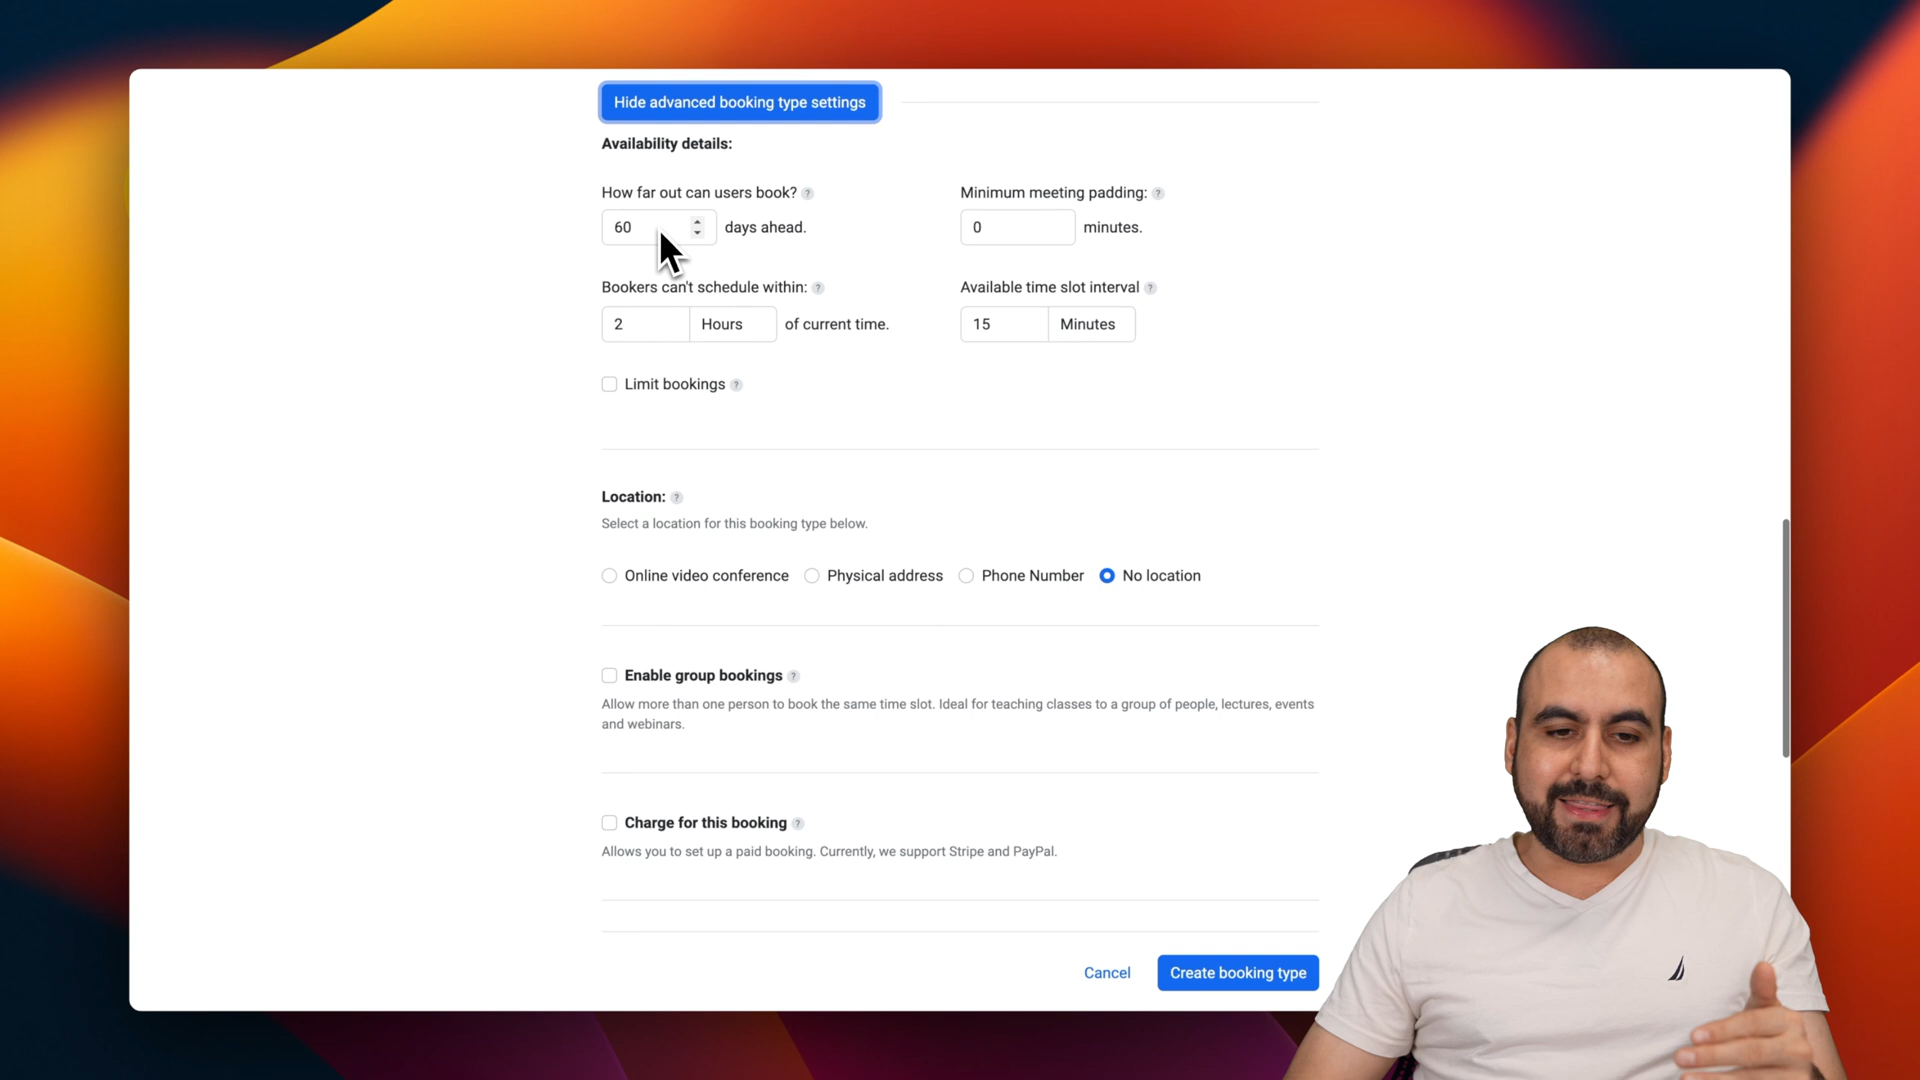 Hide advanced booking type settings
Availability details:
How far out can users book? ?
60 days ahead.
Minimum meeting padding: ?
0 minutes.
Bookers can't schedule within: ?
2 Hours of current time.
Available time slot interval ?
15 Minutes
Limit bookings ?
Location: ?
Select a location for this booking type below.
Online video conference Physical address Phone Number No location
Enable group bookings ?
Allow more than one person to book the same time slot. Ideal for teaching classes to a group of people, lectures, events
and webinars.
Charge for this booking ?
Allows you to set up a paid booking. Currently, we support Stripe and PayPal.
Cancel Create booking type